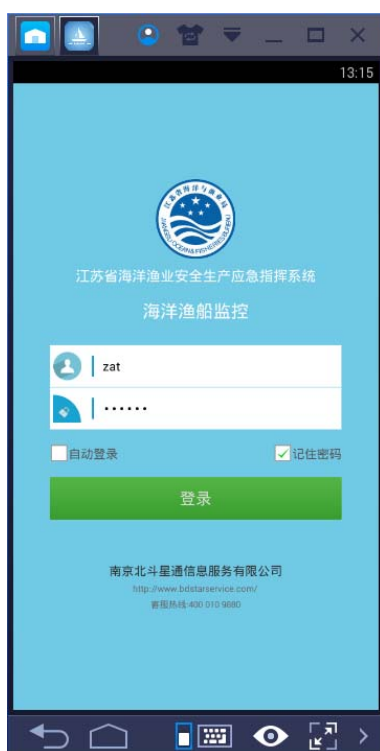 13:15
江苏省海洋渔业安全生产应急指挥系统
海洋渔船监控
zat
••••••
自动登录
记住密码
登录
南京北斗星通信息服务有限公司
http://www.bdstarservice.com/
客服热线:400 010 9880